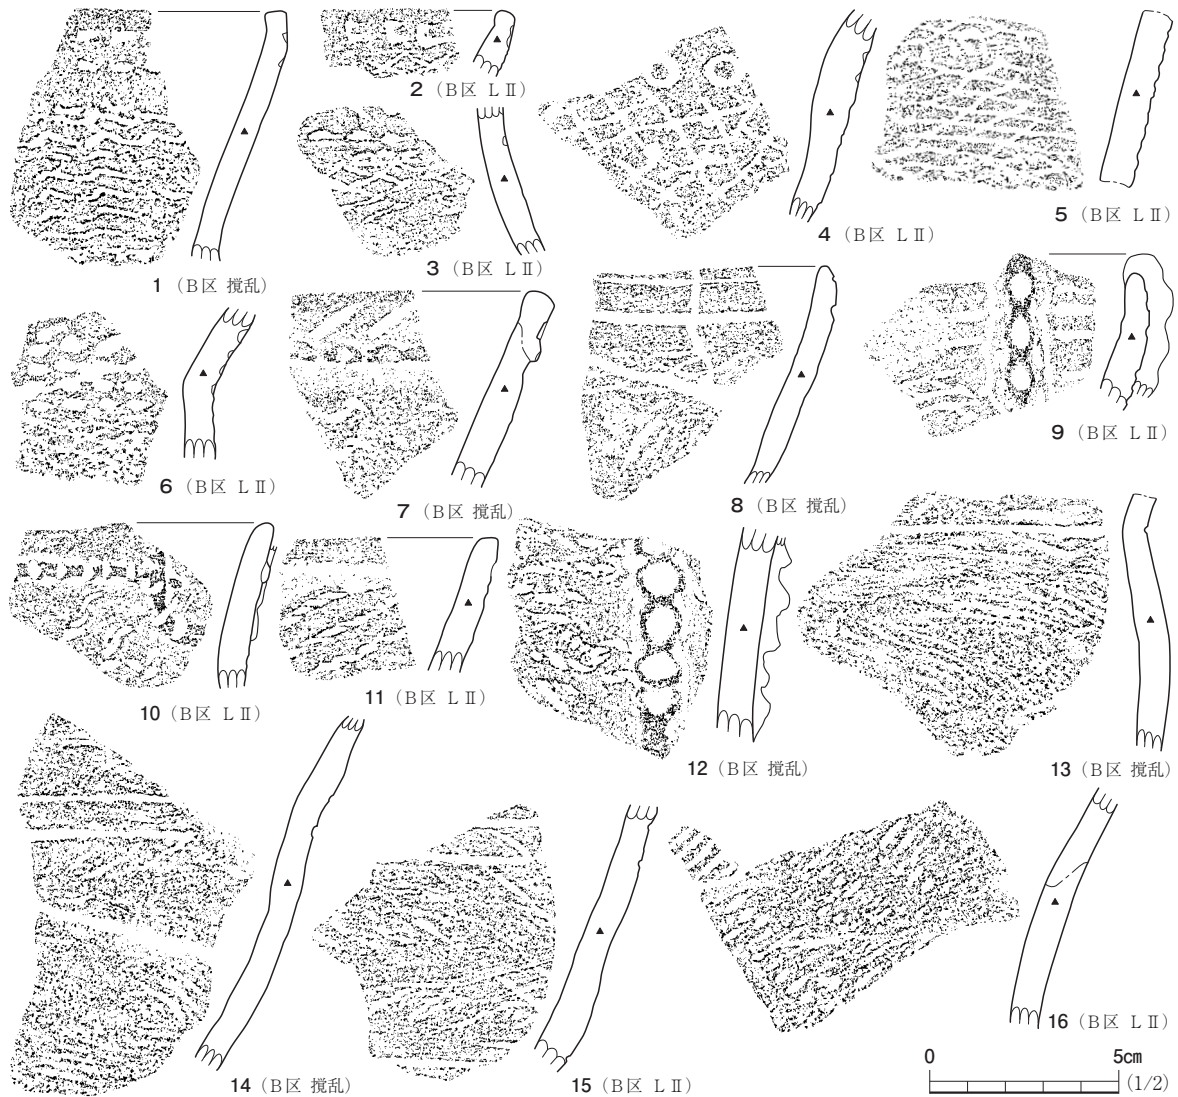 1（B区 撹乱）
2（B区 LⅡ）
3（B区 LⅡ）
4（B区 LⅡ）
5（B区 LⅡ）
6（B区 LⅡ）
7（B区 撹乱）
8（B区 撹乱）
9（B区 LⅡ）
10（B区 LⅡ）
11（B区 LⅡ）
12（B区 撹乱）
13（B区 撹乱）
14（B区 撹乱）
15（B区 LⅡ）
16（B区 LⅡ）
0 5㎝
(1/2)